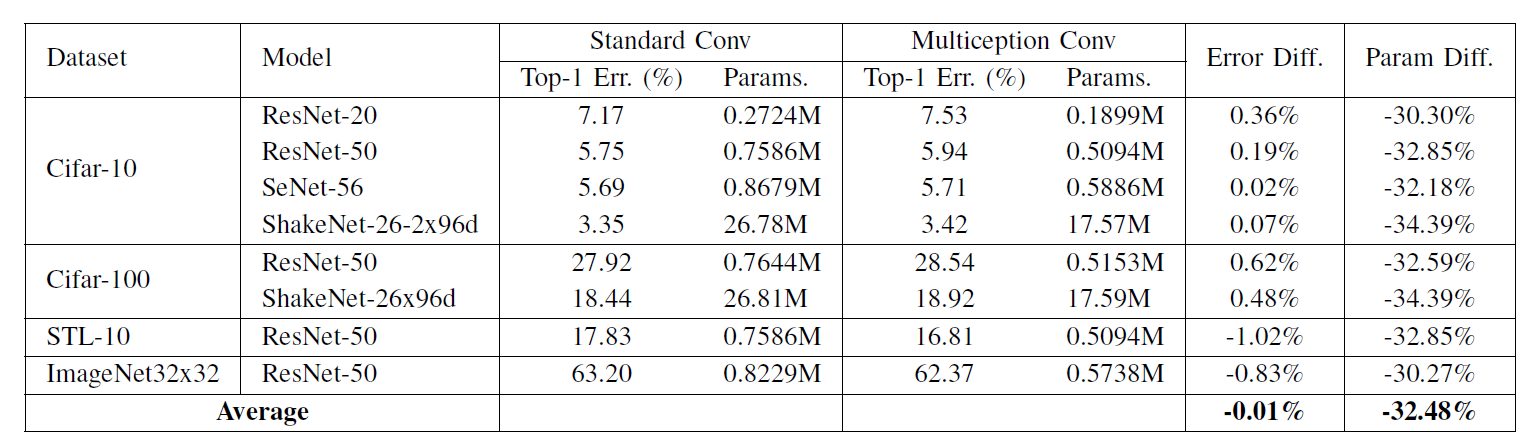 Dataset Model Standard Conv Multiception Conv Error Diff. Param Diff.
Top-1 Err. (%) Params. Top-1 Err. (%) Params.
Cifar-10
ResNet-20 7.17 0.2724M 7.53 0.1899M 0.36% -30.30%
ResNet-50 5.75 0.7586M 5.94 0.5094M 0.19% -32.85%
SeNet-56 5.69 0.8679M 5.71 0.5886M 0.02% -32.18%
ShakeNet-26-2x96d 3.35 26.78M 3.42 17.57M 0.07% -34.39%
Cifar-100
ResNet-50 27.92 0.7644M 28.54 0.5153M 0.62% -32.59%
ShakeNet-26x96d 18.44 26.81M 18.92 17.59M 0.48% -34.39%
STL-10 ResNet-50 17.83 0.7586M 16.81 0.5094M -1.02% -32.85%
ImageNet32x32 ResNet-50 63.20 0.8229M 62.37 0.5738M -0.83% -30.27%
Average -0.01% -32.48%